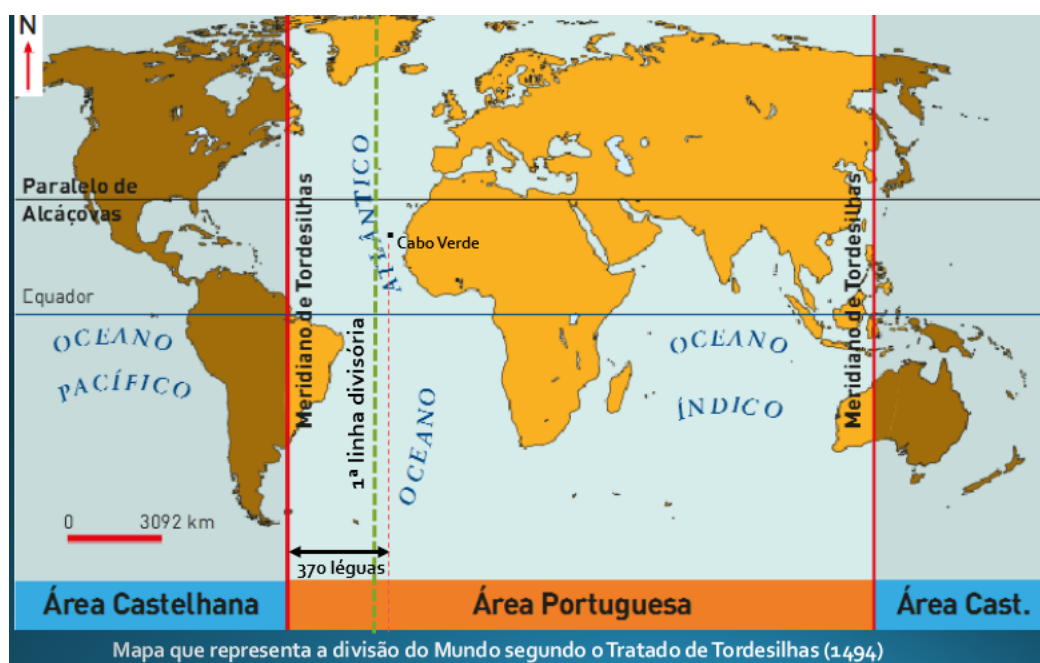 N
Paralelo de
Alcáçovas
Equador
OCEANO
PACÍFICO
0 3092 km
Meridiano de Tordesilhas
1ª linha divisória
ATLÂNTICO
OCEANO
Cabo Verde
370 léguas
OCEANO
ÍNDICO
Meridiano de Tordesilhas
Área Castelhana
Área Portuguesa
Área Cast.
Mapa que representa a divisão do Mundo segundo o Tratado de Tordesilhas (1494)